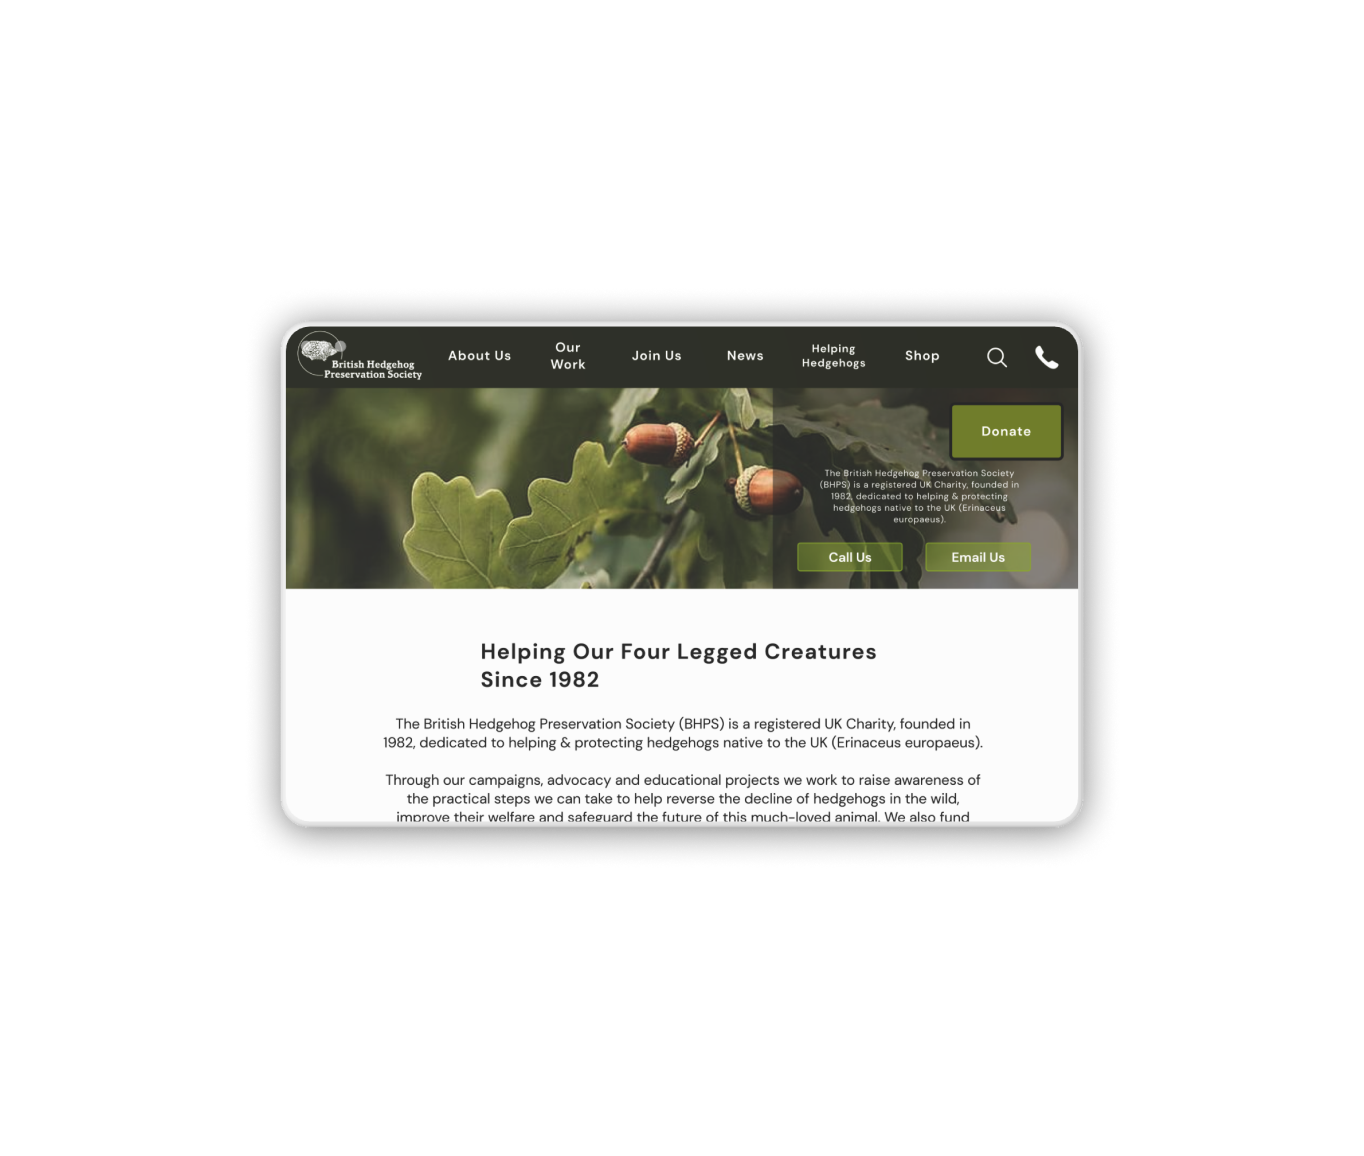 British Hedgehog
Preservation Society
About Us
Our
Work
Join Us
News
Helping
Hedgehogs
Shop
Donate
The British Hedgehog Preservation Society
(BHPS) is a registered UK Charity, founded in
1982, dedicated to helping & protecting
hedgehogs native to the UK (Erinaceus
europaeus).
Call Us
Email Us
Helping Our Four Legged Creatures
Since 1982
The British Hedgehog Preservation Society (BHPS) is a registered UK Charity, founded in
1982, dedicated to helping & protecting hedgehogs native to the UK (Erinaceus europaeus).
Through our campaigns, advocacy and educational projects we work to raise awareness of
the practical steps we can take to help reverse the decline of hedgehogs in the wild,
improve their welfare and safeguard the future of this much-loved animal. We also fund